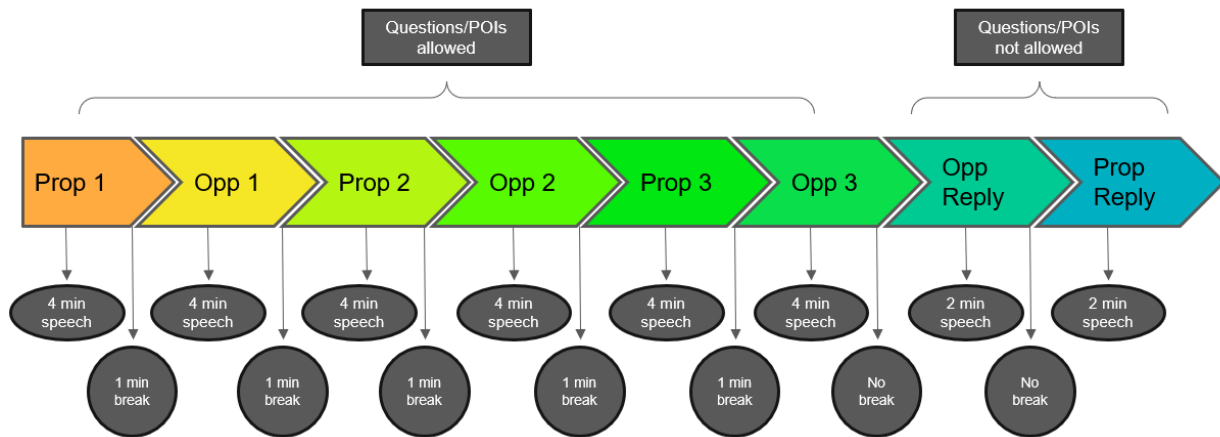 Questions/POIs
allowed
Questions/POIs
not allowed
Prop 1
Opp 1
Prop 2
Opp 2
Prop 3
Opp 3
Opp
Reply
Prop
Reply
4 min
speech
4 min
speech
4 min
speech
4 min
speech
4 min
speech
4 min
speech
2 min
speech
2 min
speech
1 min
break
1 min
break
1 min
break
1 min
break
1 min
break
No
break
No
break